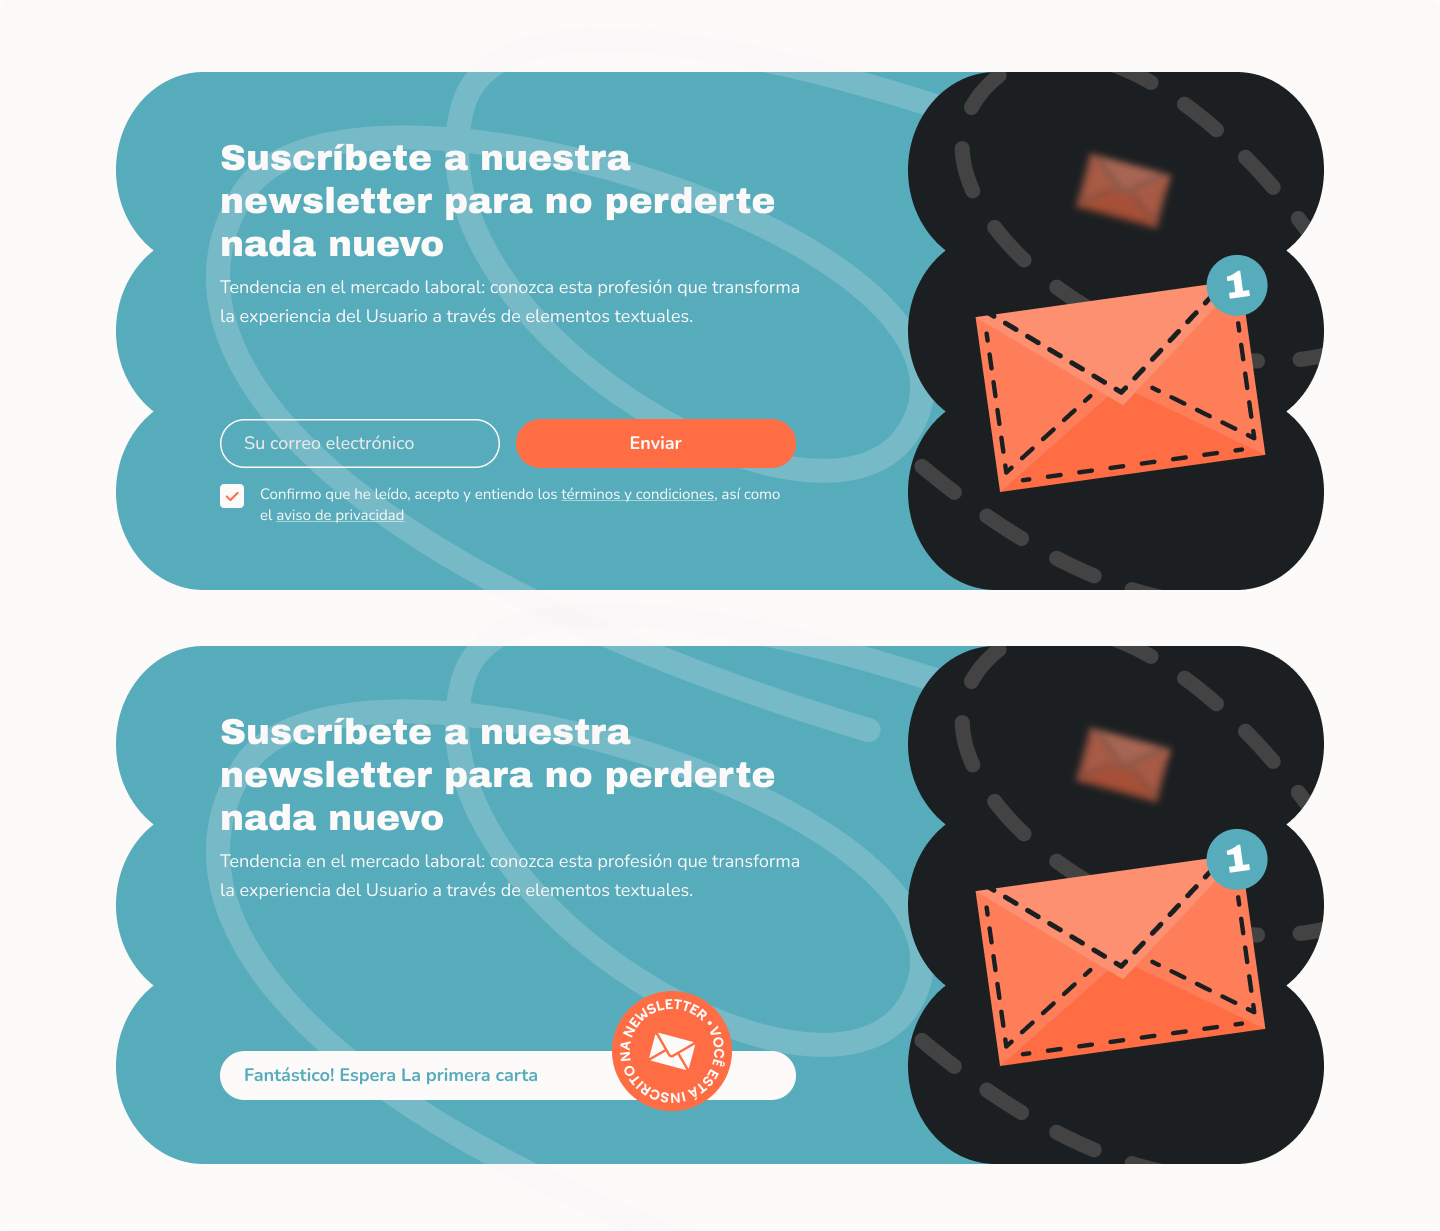 Suscríbete a nuestra
newsletter para no perderte
nada nuevo
Tendencia en el mercado laboral: conozca esta profesión que transforma
la experiencia del Usuario a través de elementos textuales.
Su correo electrónico
Enviar
Confirmo que he leído, acepto y entiendo los términos y condiciones, así como
el aviso de privacidad
1
Suscríbete a nuestra
newsletter para no perderte
nada nuevo
Tendencia en el mercado laboral: conozca esta profesión que transforma
la experiencia del Usuario a través de elementos textuales.
Fantástico! Espera La primera carta
VOCÊ ESTÁ INSCRITO NA NEWSLETTER •
1